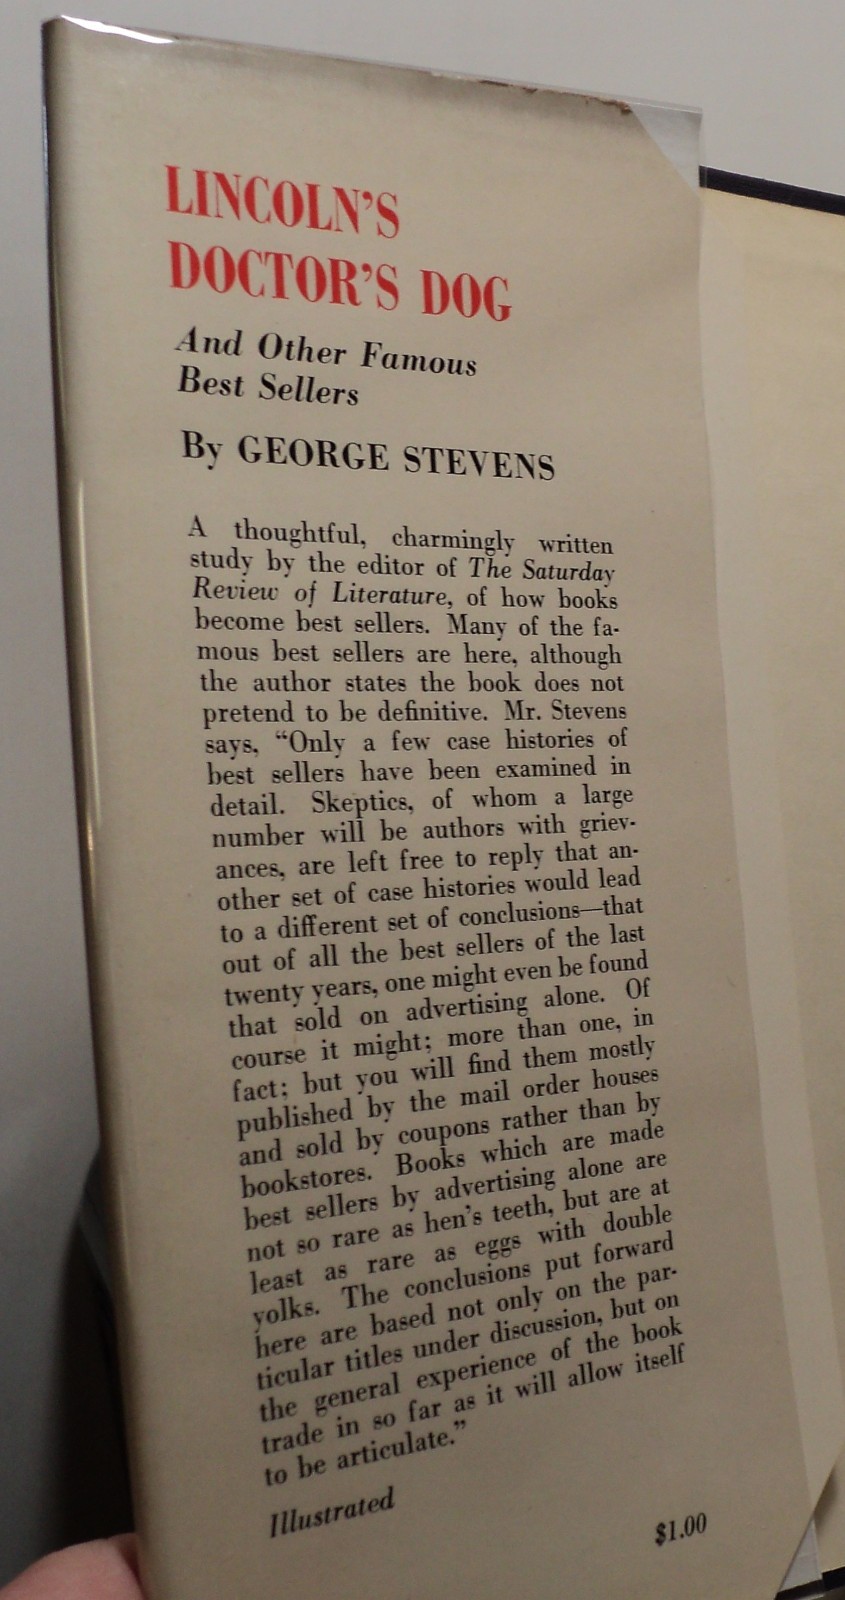 LINCOLN'S
DOCTOR'S DOG
And Other Famous
Best Sellers
By GEORGE STEVENS
A thoughtful, charmingly written
study by the editor of The Saturday
Review of Literature, of how books
become best sellers. Many of the fa-
mous best sellers are here, although
the author states the book does not
pretend to be definitive. Mr. Stevens
says, “Only a few case histories of
best sellers have been examined in
detail. Skeptics, of whom a large
number will be authors with griev-
ances, are left free to reply that an-
other set of case histories would lead
to a different set of conclusions—that
out of all the best sellers of the last
twenty years, one might even be found
that sold on advertising alone. Of
course it might; more than one, in
fact; but you will find them mostly
published by the mail order houses
and sold by coupons rather than by
bookstores. Books which are made
best sellers by advertising alone are
not so rare as hen's teeth, but are at
least as rare as eggs with double
yolks. The conclusions put forward
here are based not only on the par-
ticular titles under discussion, but on
the general experience of the book
trade in so far as it will allow itself
to be articulate.”
Illustrated
$1.00